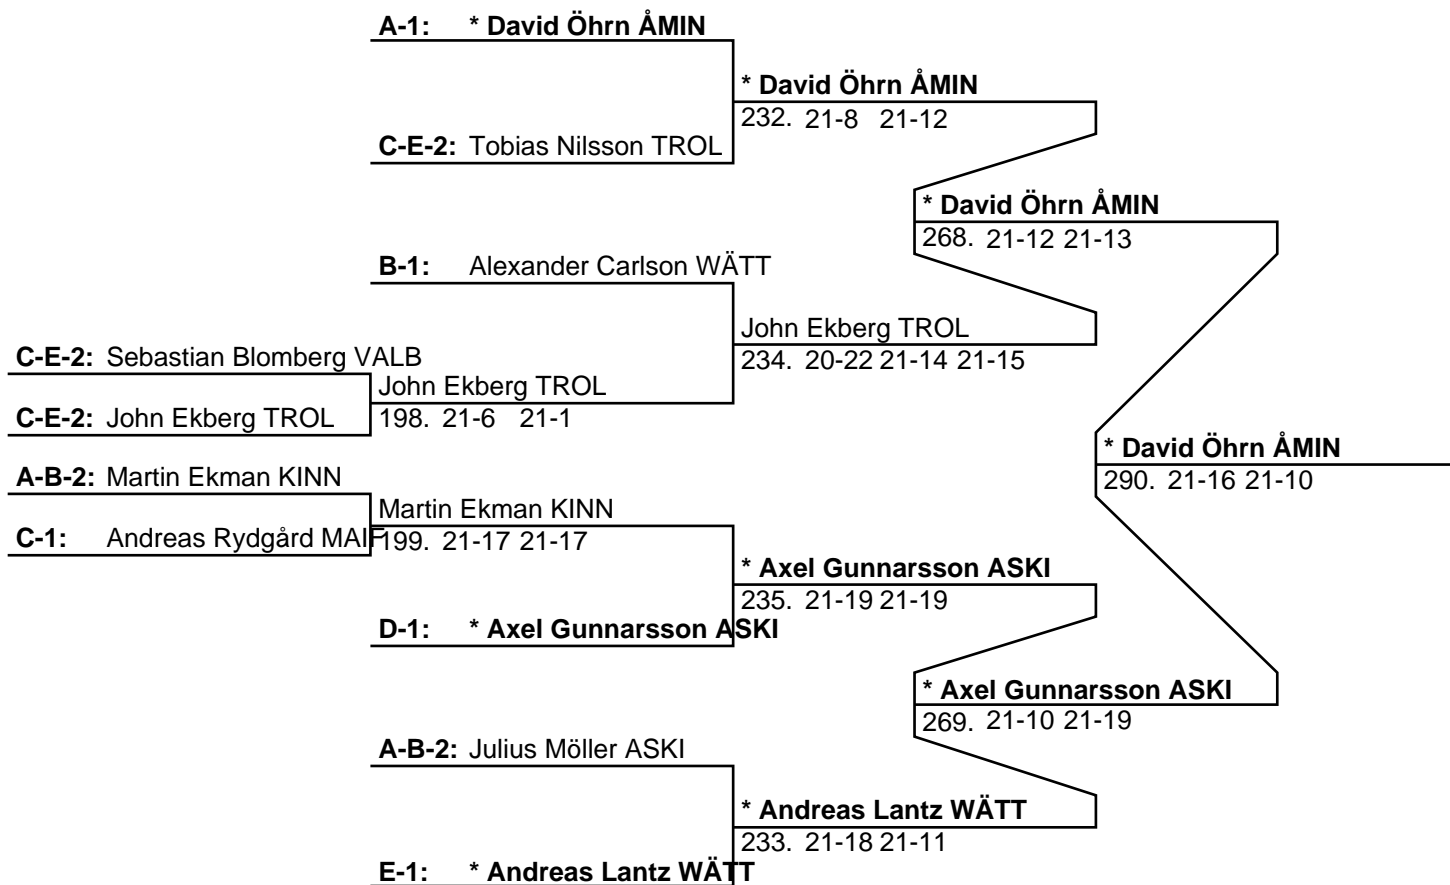 A-1: * David Öhrn ÅMIN
* David Öhrn ÅMIN
232. 21-8 21-12
C-E-2: Tobias Nilsson TROL
* David Öhrn ÅMIN
268. 21-12 21-13
B-1: Alexander Carlson WÄTT
John Ekberg TROL
234. 20-22 21-14 21-15
C-E-2: Sebastian Blomberg VALB
John Ekberg TROL
198. 21-6 21-1
C-E-2: John Ekberg TROL
* David Öhrn ÅMIN
290. 21-16 21-10
A-B-2: Martin Ekman KINN
Martin Ekman KINN
199. 21-17 21-17
C-1: Andreas Rydgård MAIF
* Axel Gunnarsson ASKI
235. 21-19 21-19
D-1: * Axel Gunnarsson ASKI
* Axel Gunnarsson ASKI
269. 21-10 21-19
A-B-2: Julius Möller ASKI
* Andreas Lantz WÄTT
233. 21-18 21-11
E-1: * Andreas Lantz WÄTT